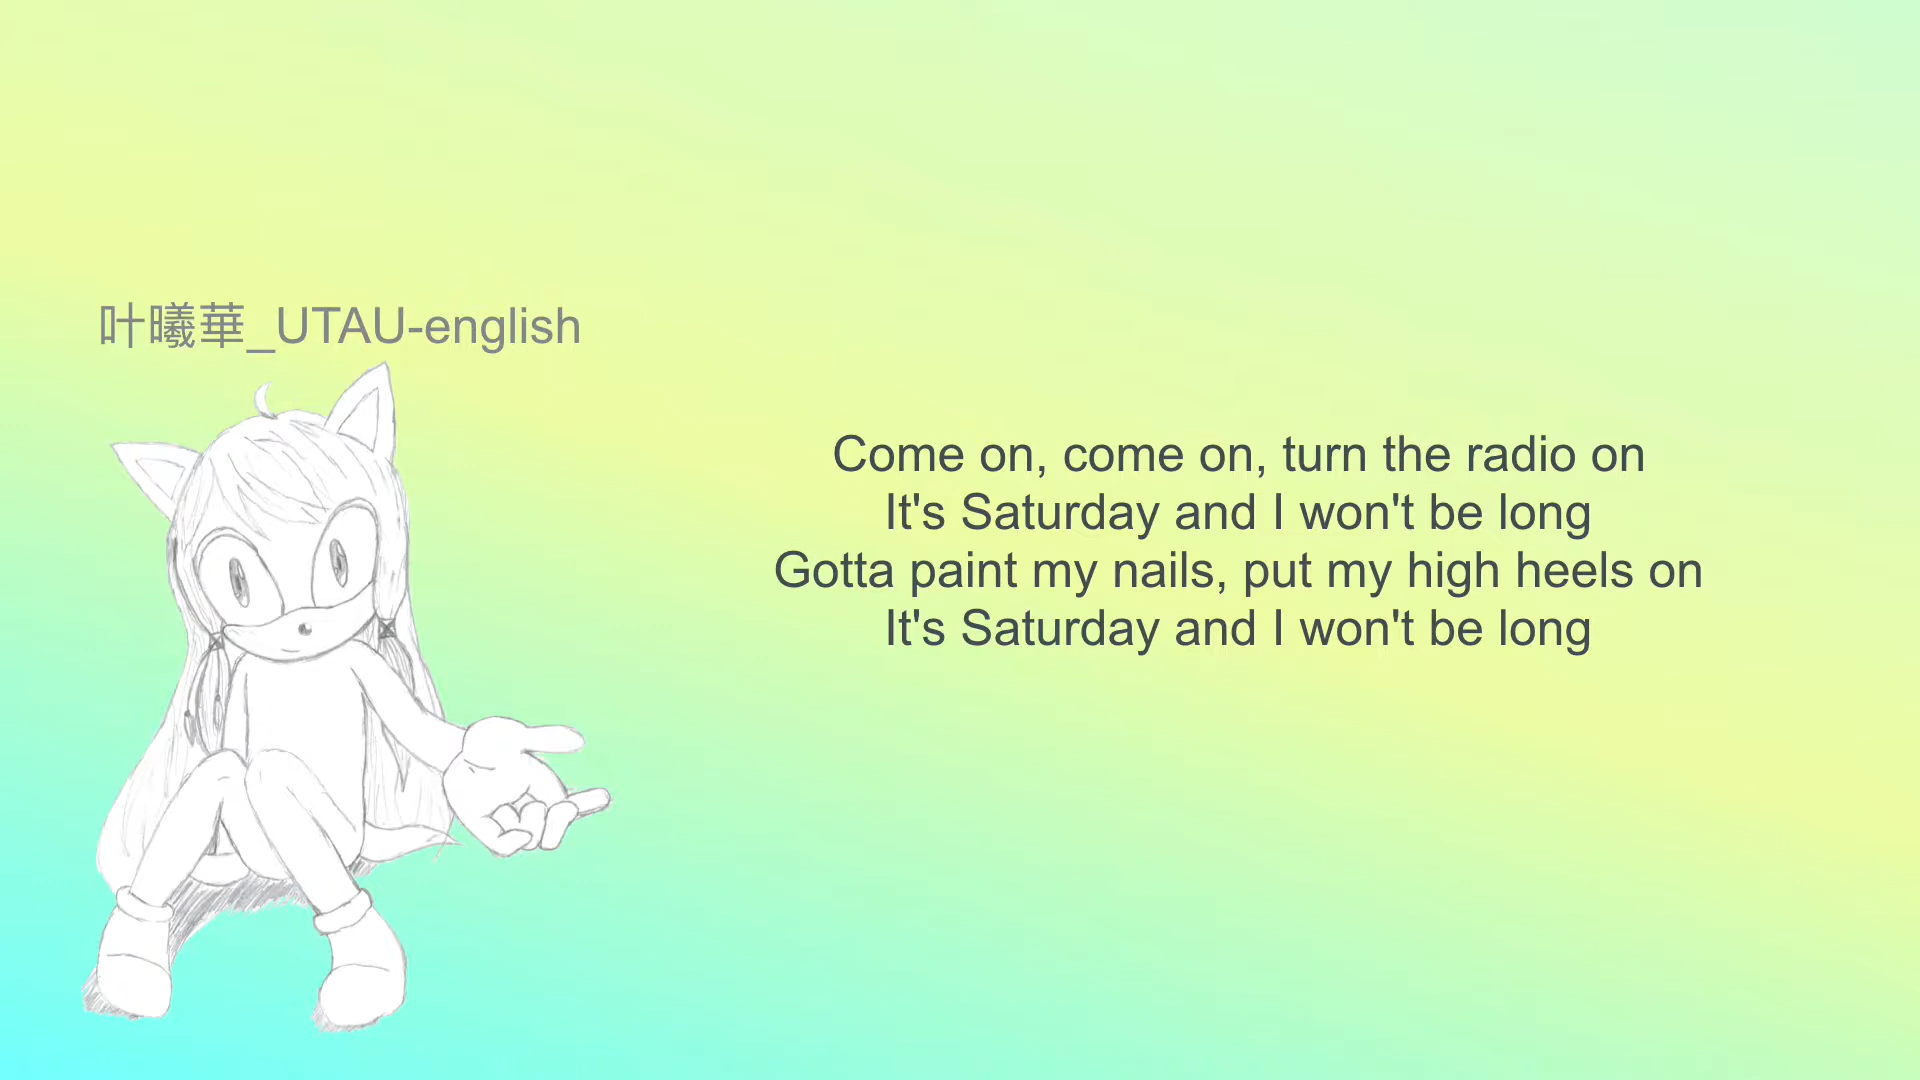 叶曦華_UTAU-english
Come on, come on, turn the radio on
It's Saturday and I won't be long
Gotta paint my nails, put my high heels on
It's Saturday and I won't be long